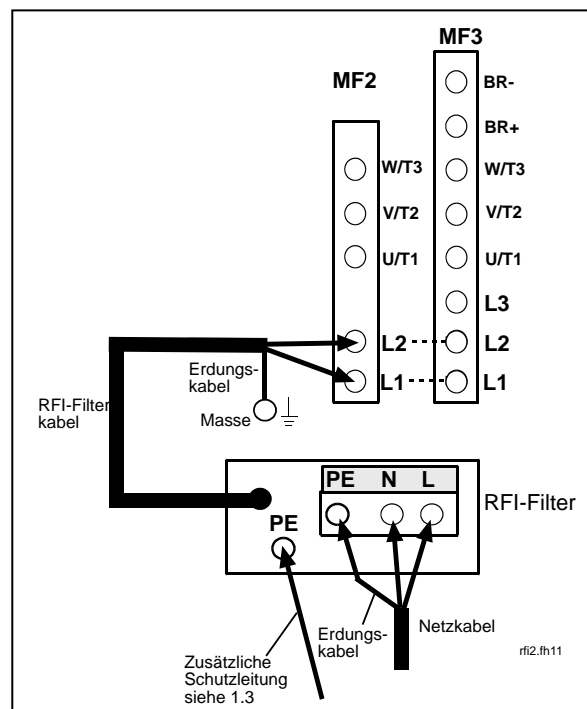 MF3
MF2
BR-
BR+
W/T3
W/T3
V/T2
V/T2
U/T1
U/T1
L3
L2
L2
L1
L1
Erdungs-
kabel
Masse
RFI-Filter
kabel
PE N L
RFI-Filter
PE
Erdungs-
kabel
Netzkabel
Zusätzliche
Schutzleitung
siehe 1.3
rfi2.fh11